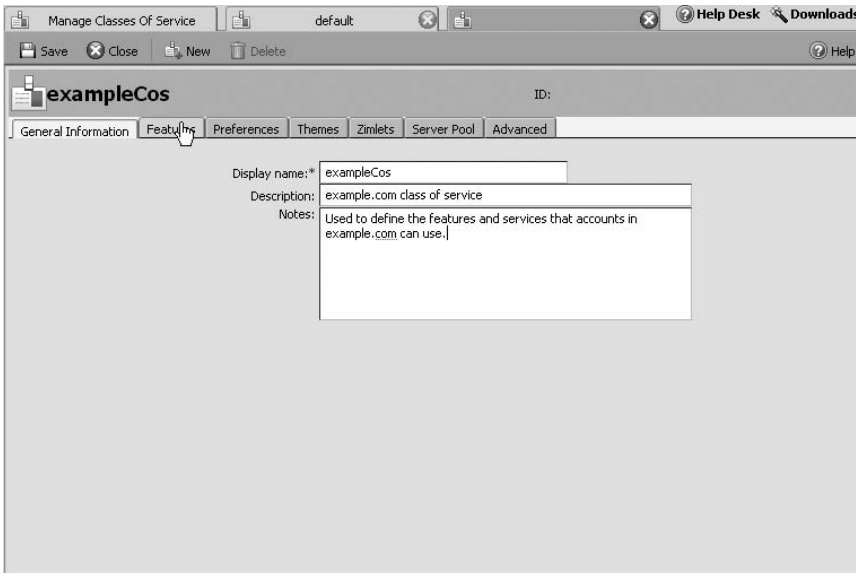 Manage Classes Of Service default Help Desk Downloads
Save Close New Delete Help
exampleCos ID:
General Information Features Preferences Themes Zimlets Server Pool Advanced
Display name:* exampleCos
Description: example.com class of service
Notes: Used to define the features and services that accounts in
example.com can use.